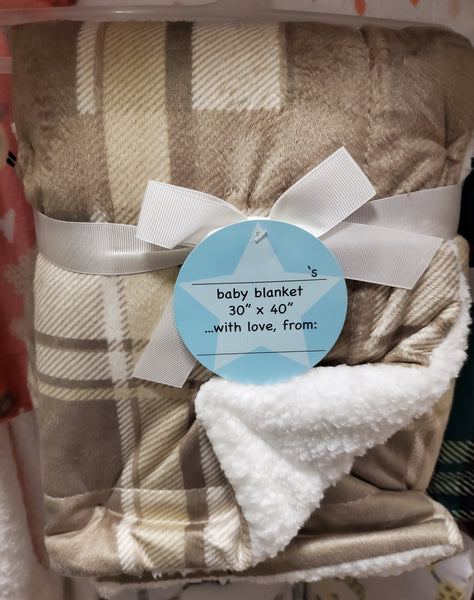 `s
baby blanket
30" x 40"
...with love, from: